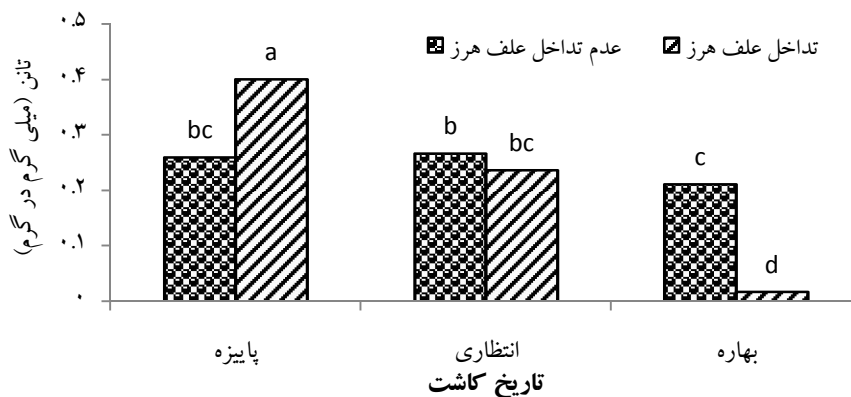 تانن (میلی گرم در گرم)
۰.۵
۰.۴
۰.۳
۰.۲
۰.۱
۰
عدم تداخل علف هرز
تداخل علف هرز
bc
a
b
bc
c
d
پاییزه
انتظاری
بهاره
تاریخ کاشت